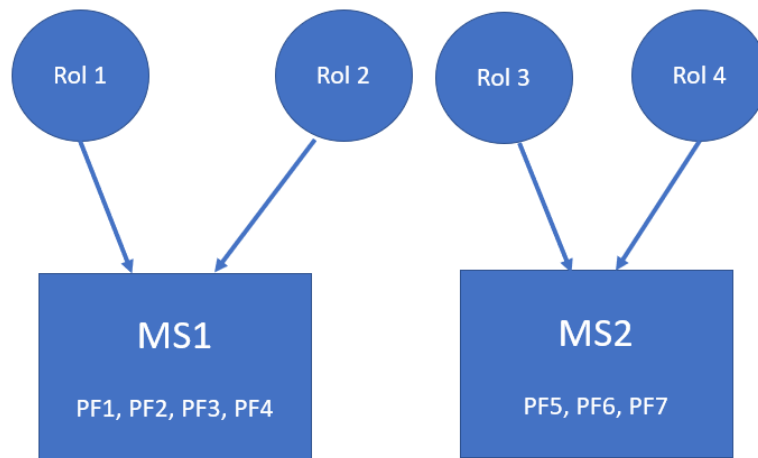 Rol 1
Rol 2
Rol 3
Rol 4
MS1
PF1, PF2, PF3, PF4
MS2
PF5, PF6, PF7